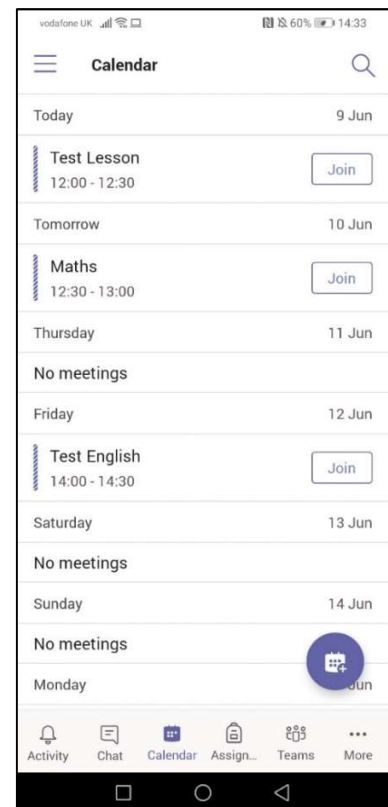 vodafone UK 60% 14:33
Calendar
Today 9 Jun
Test Lesson
12:00 - 12:30
Join
Tomorrow 10 Jun
Maths
12:30 - 13:00
Join
Thursday 11 Jun
No meetings
Friday 12 Jun
Test English
14:00 - 14:30
Join
Saturday 13 Jun
No meetings
Sunday 14 Jun
No meetings
Monday Jun
Activity Chat Calendar Assign... Teams More